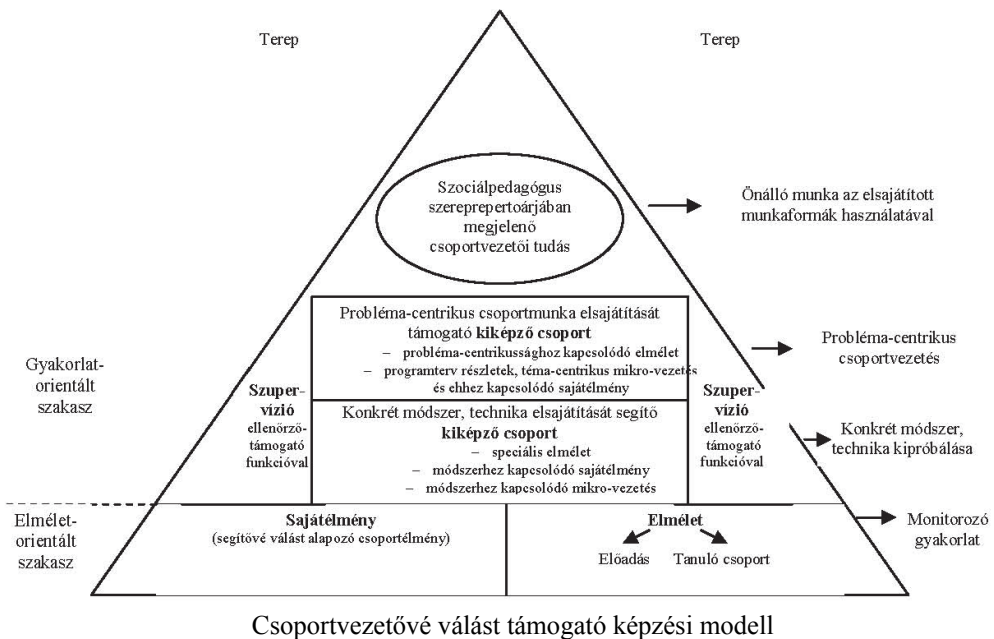 Terep
Terep
Szociálpedagógus
szereprepertoárjában
megjelenő
csoportvezetői tudás
Önálló munka az elsajátított
munkaformák használatával
Probléma-centrikus csoportmunka elsajátítását
támogató kiképző csoport
– probléma-centrikussághoz kapcsolódó elmélet
– programterv részletek, téma-centrikus mikro-vezetés
és ehhez kapcsolódó sajátélmény
Probléma-centrikus
csoportvezetés
Gyakorlat-
orientált
szakasz
Szuper-
vízió
ellenőrző-
támogató
funkcióval
Konkrét módszer, technika elsajátítását segítő
kiképző csoport
– speciális elmélet
– módszerhez kapcsolódó sajátélmény
– módszerhez kapcsolódó mikro-vezetés
Szuper-
vízió
ellenőrző-
támogató
funkcióval
Konkrét módszer,
technika kipróbálása
Elmélet-
orientált
szakasz
Sajátélmény
(segítővé válást alapozó csoportélmény)
Elmélet
Előadás Tanuló csoport
Monitorozó
gyakorlat
Csoportvezetővé válást támogató képzési modell